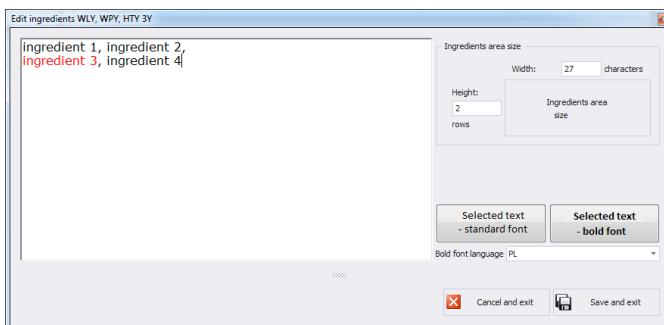 Edit ingredients WLY, WPY, HTY 3Y
ingredient 1, ingredient 2,
ingredient 3, ingredient 4
Ingredients area size
Width: 27 characters
Height:
2
rows
Ingredients area
size
Selected text
- standard font
Selected text
- bold font
Bold font language PL
Cancel and exit
Save and exit